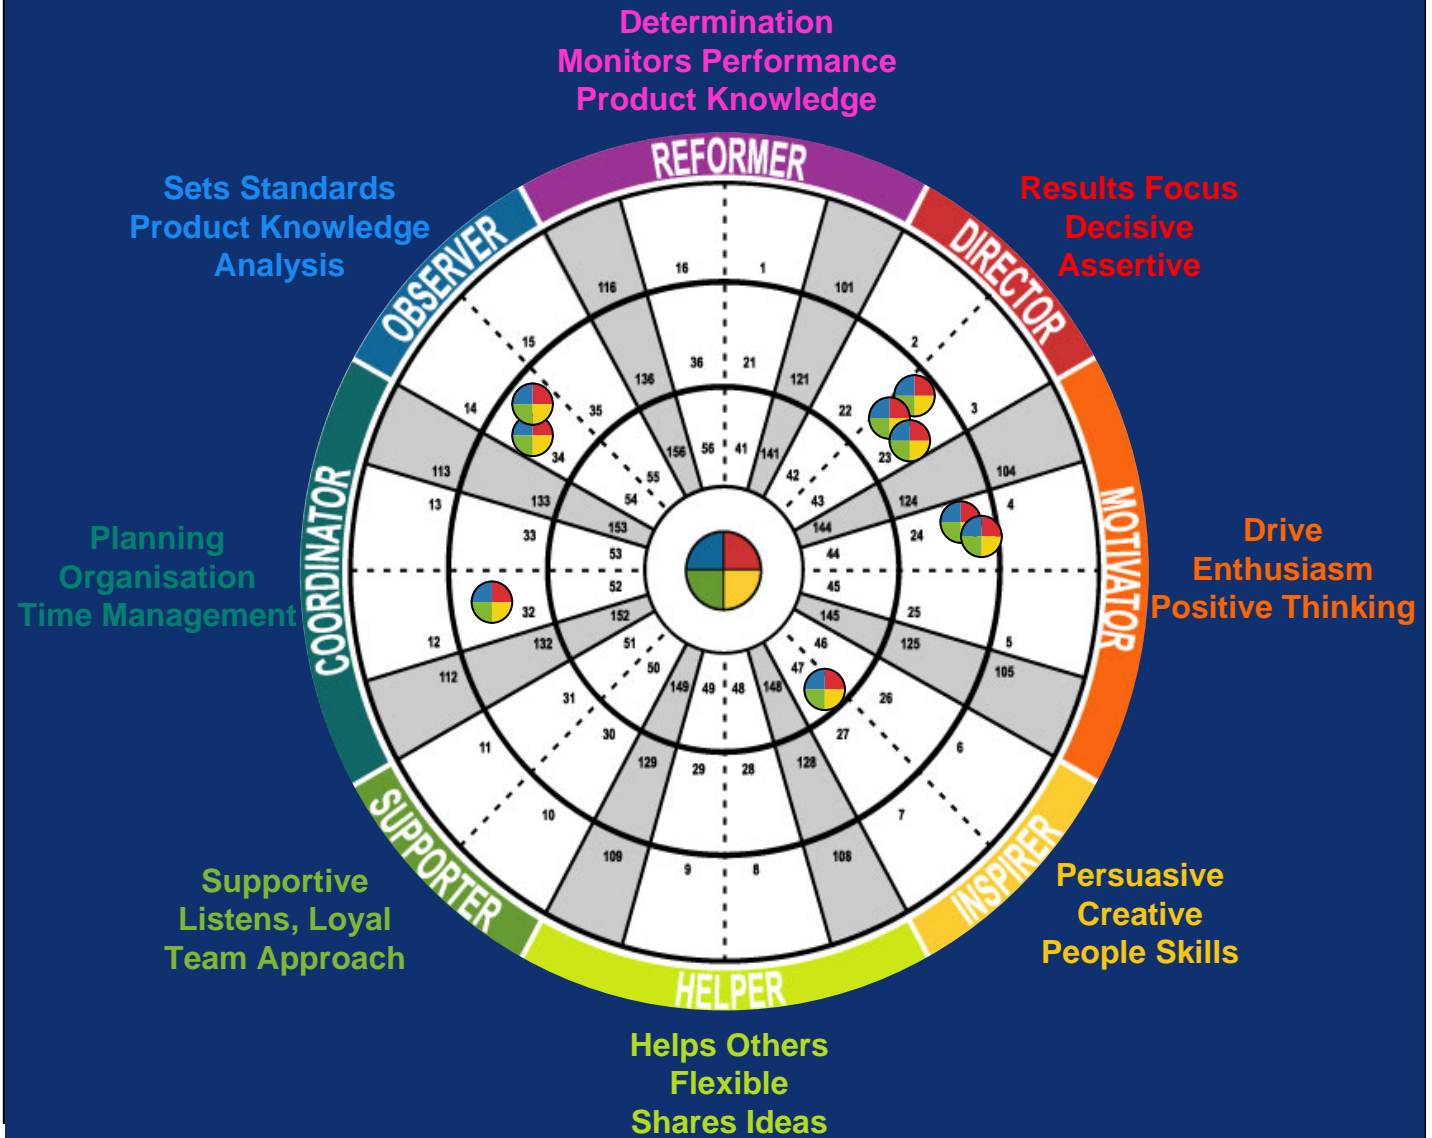 Determination
Monitors Performance
Product Knowledge
REFORMER
Sets Standards
Product Knowledge
Analysis
OBSERVER
Results Focus
Decisive
Assertive
DIRECTOR
Planning
Organisation
Time Management
COORDINATOR
Drive
Enthusiasm
Positive Thinking
MOTIVATOR
Supportive
Listens, Loyal
Team Approach
SUPPORTER
Persuasive
Creative
People Skills
INSPIRER
HELPER
Helps Others
Flexible
Shares Ideas
116 16 1 101
15 2
136 36 21 121
14 35 22 3
113 34 156 56 41 141 23 104
13 133 54 55 42 43 124 4
33 153 53 44 144 24
12 32 52 152 45 145 25 5
112 132 51 50 46 47 125 105
31 149 49 48 148 26
11 30 129 29 28 128 27 6
10 7
109 9 8 108